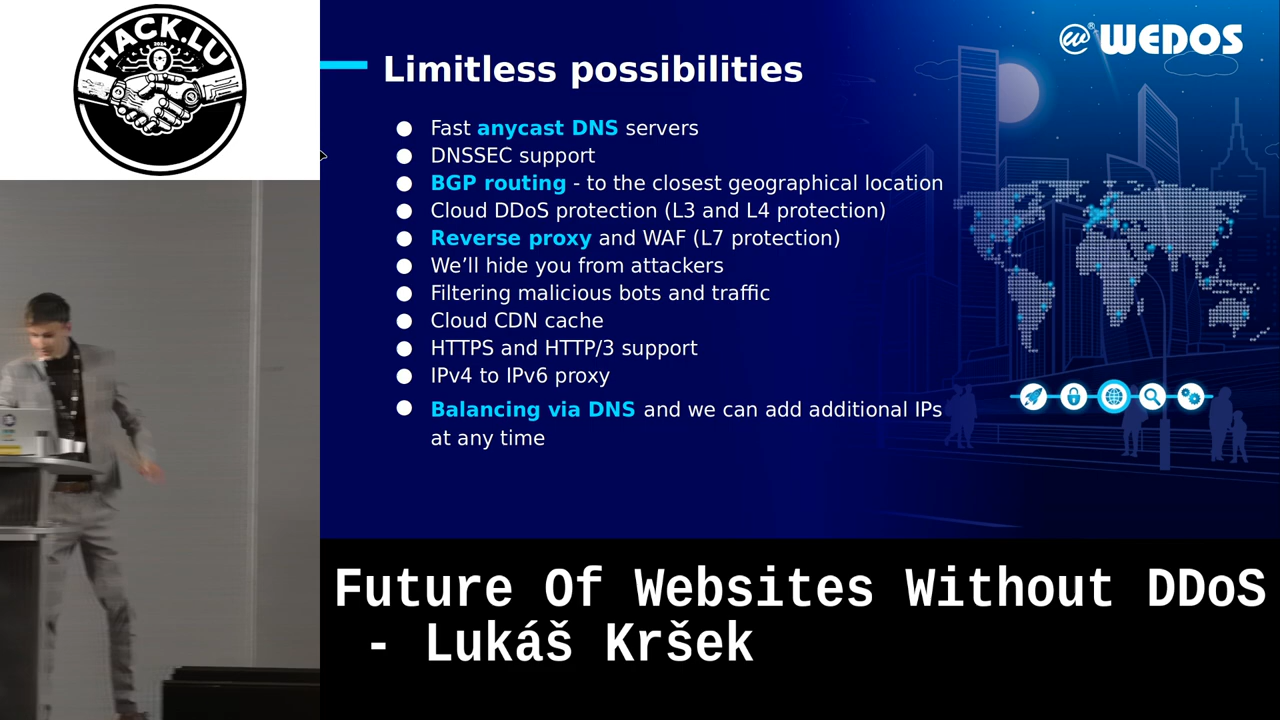 HACK.LU
2024
@® WEDOS
Limitless possibilities
● Fast anycast DNS servers
● DNSSEC support
● BGP routing - to the closest geographical location
● Cloud DDoS protection (L3 and L4 protection)
● Reverse proxy and WAF (L7 protection)
● We’ll hide you from attackers
● Filtering malicious bots and traffic
● Cloud CDN cache
● HTTPS and HTTP/3 support
● IPv4 to IPv6 proxy
● Balancing via DNS and we can add additional IPs
at any time
Future Of Websites Without DDoS
- Lukáš Kršek